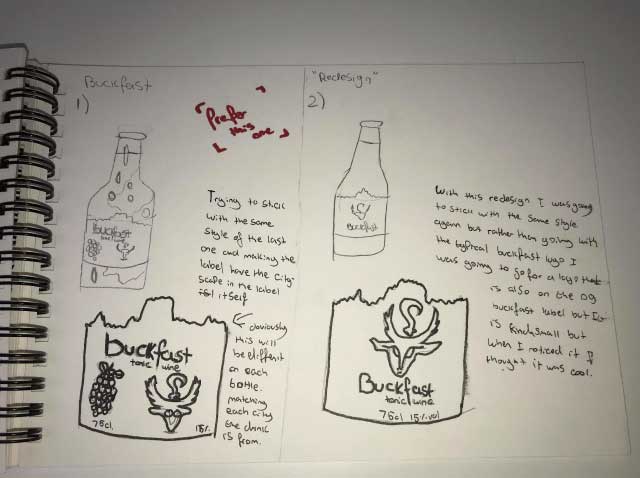 Buckfast
1)
Prefer
this
one
Trying to stick
with the same
style of the last
one and making the
label have the city-
scape in the label
itself
buckfast
buckfast
tonic wine
75cl.
15%
obviously
this will
be diffrent
on each
bottle.
matching
each city
the drink
is from.
"Redesign"
2)
Buckfast
Buckfast
tonic wine
75cl 15% vol
With this redesign I was going
to stick with the same style
again but rather than going with
the typical buckfast logo I
was going to go for a logo that
is also on the OG
buckfast label but It
is kinda small but
when I noticed it I
thought it was cool.